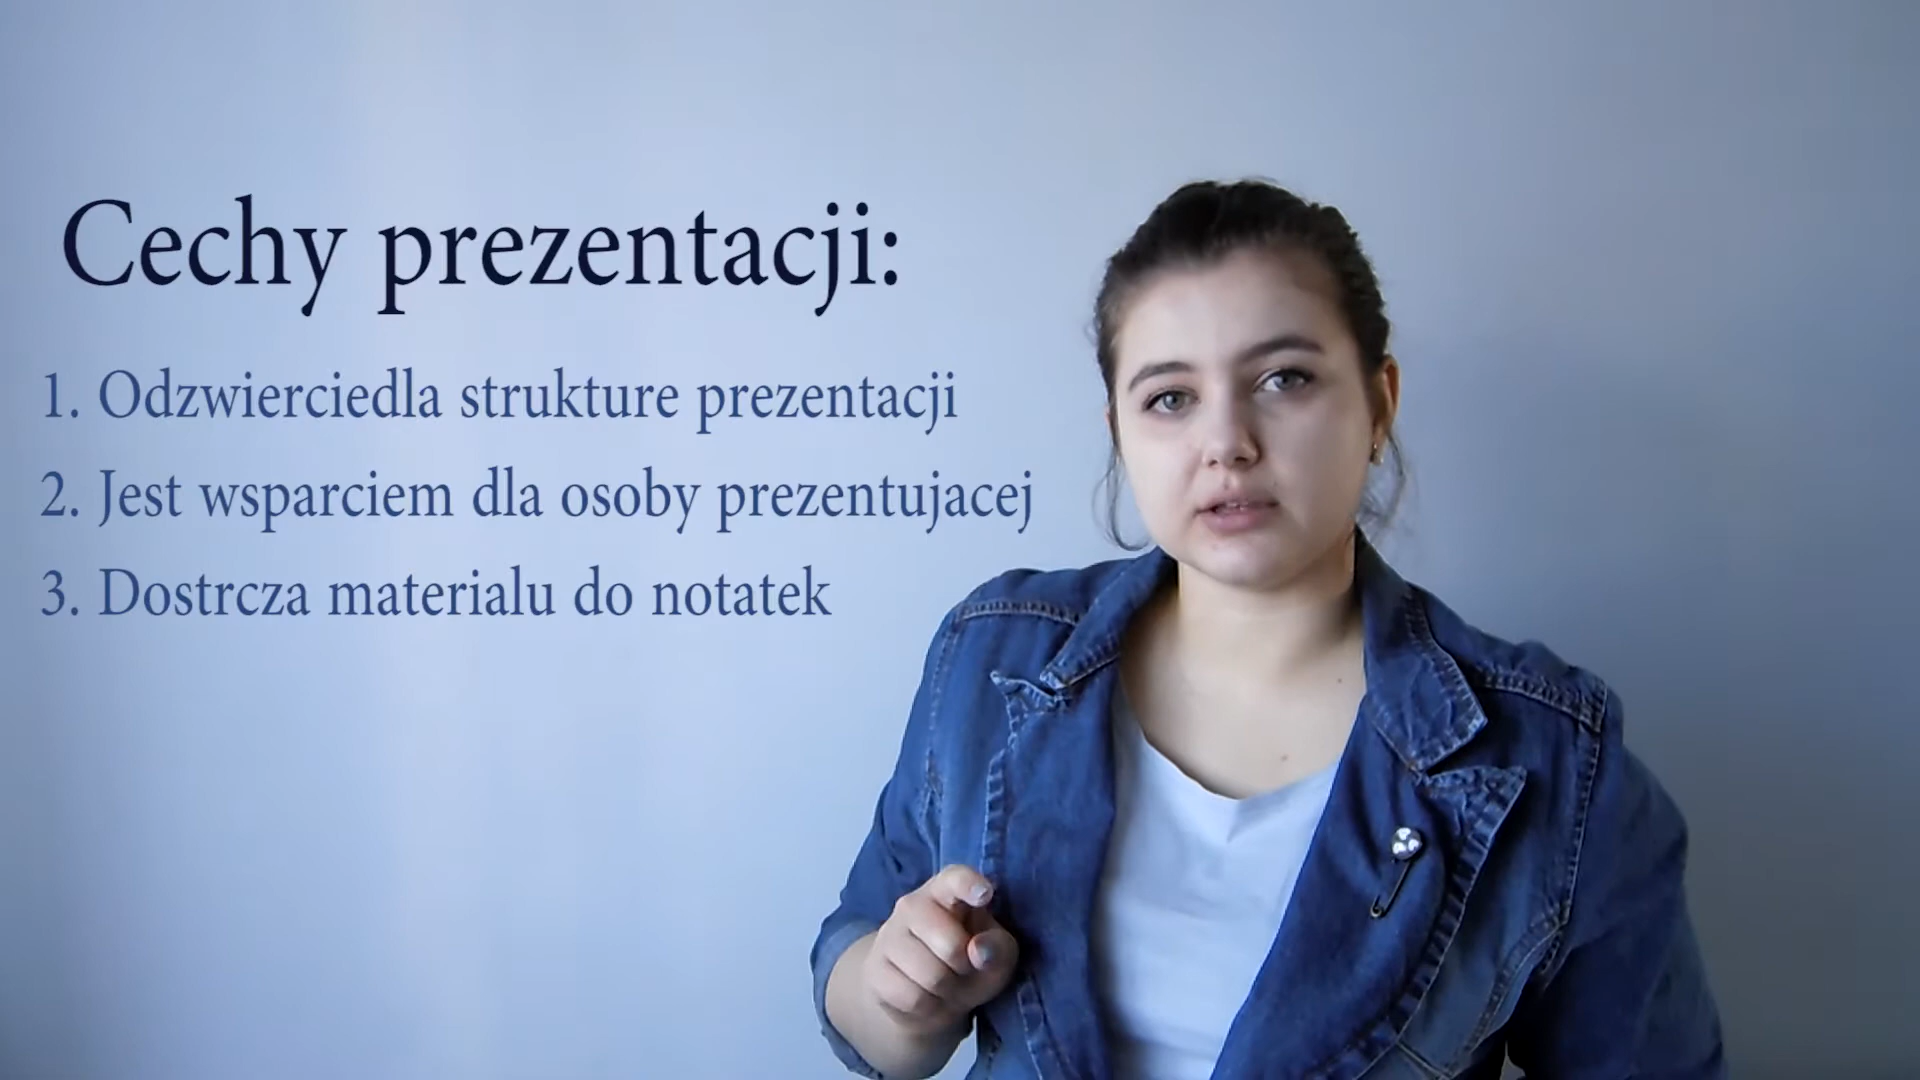 Cechy prezentacji:
1. Odzwierciedla strukture prezentacji
2. Jest wsparciem dla osoby prezentujacej
3. Dostrcza materialu do notatek